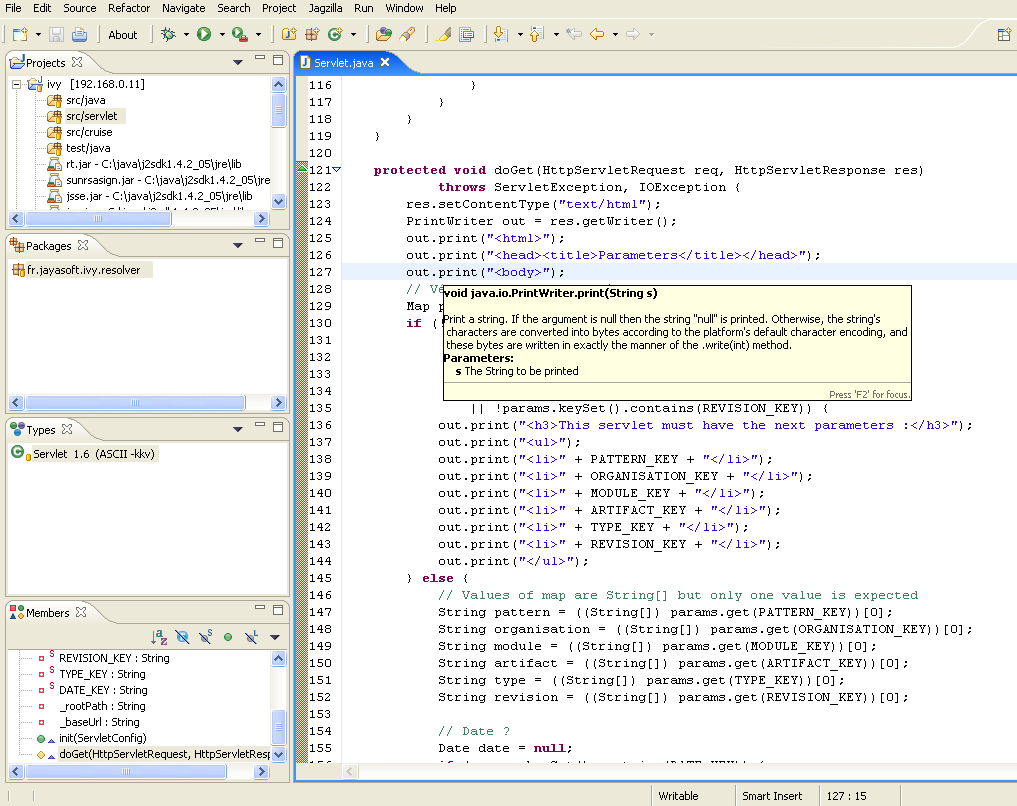 File Edit Source Refactor Navigate Search Project Jagzilla Run Window Help
About
Projects
ivy [192.168.0.11]
src/java
src/servlet
src/cruise
test/java
rt.jar - C:\java\j2sdk1.4.2_05\jre\lib
sunrsasign.jar - C:\java\j2sdk1.4.2_05\jre
jsse.jar - C:\java\j2sdk1.4.2_05\jre\lib
Packages
fr.jayasoft.ivy.resolver
Types
Servlet 1.6 (ASCII -kkv)
Members
REVISION_KEY : String
TYPE_KEY : String
DATE_KEY : String
_rootPath : String
_baseUrl : String
init(ServletConfig)
doGet(HttpServletRequest, HttpServletResp
Servlet.java
116 }
117 }
118 }
119 }
120
121 protected void doGet(HttpServletRequest req, HttpServletResponse res)
122 throws ServletException, IOException {
123 res.setContentType("text/html");
124 PrintWriter out = res.getWriter();
125 out.print("<html>");
126 out.print("<head><title>Parameters</title></head>");
127 out.print("<body>");
128 // Ve
129 Map p
130 if (!
131
132
133
134
135 || !params.keySet().contains(REVISION_KEY)) {
136 out.print("<h3>This servlet must have the next parameters :</h3>");
137 out.print("<ul>");
138 out.print("<li>" + PATTERN_KEY + "</li>");
139 out.print("<li>" + ORGANISATION_KEY + "</li>");
140 out.print("<li>" + MODULE_KEY + "</li>");
141 out.print("<li>" + ARTIFACT_KEY + "</li>");
142 out.print("<li>" + TYPE_KEY + "</li>");
143 out.print("<li>" + REVISION_KEY + "</li>");
144 out.print("</ul>");
145 } else {
146 // Values of map are String[] but only one value is expected
147 String pattern = ((String[]) params.get(PATTERN_KEY))[0];
148 String organisation = ((String[]) params.get(ORGANISATION_KEY))[0];
149 String module = ((String[]) params.get(MODULE_KEY))[0];
150 String artifact = ((String[]) params.get(ARTIFACT_KEY))[0];
151 String type = ((String[]) params.get(TYPE_KEY))[0];
152 String revision = ((String[]) params.get(REVISION_KEY))[0];
153
154 // Date ?
155 Date date = null;
void java.io.PrintWriter.print(String s)
Print a string. If the argument is null then the string "null" is printed. Otherwise, the string's
characters are converted into bytes according to the platform's default character encoding, and
these bytes are written in exactly the manner of the .write(int) method.
Parameters:
s The String to be printed
Press 'F2' for focus.
Writable Smart Insert 127 : 15